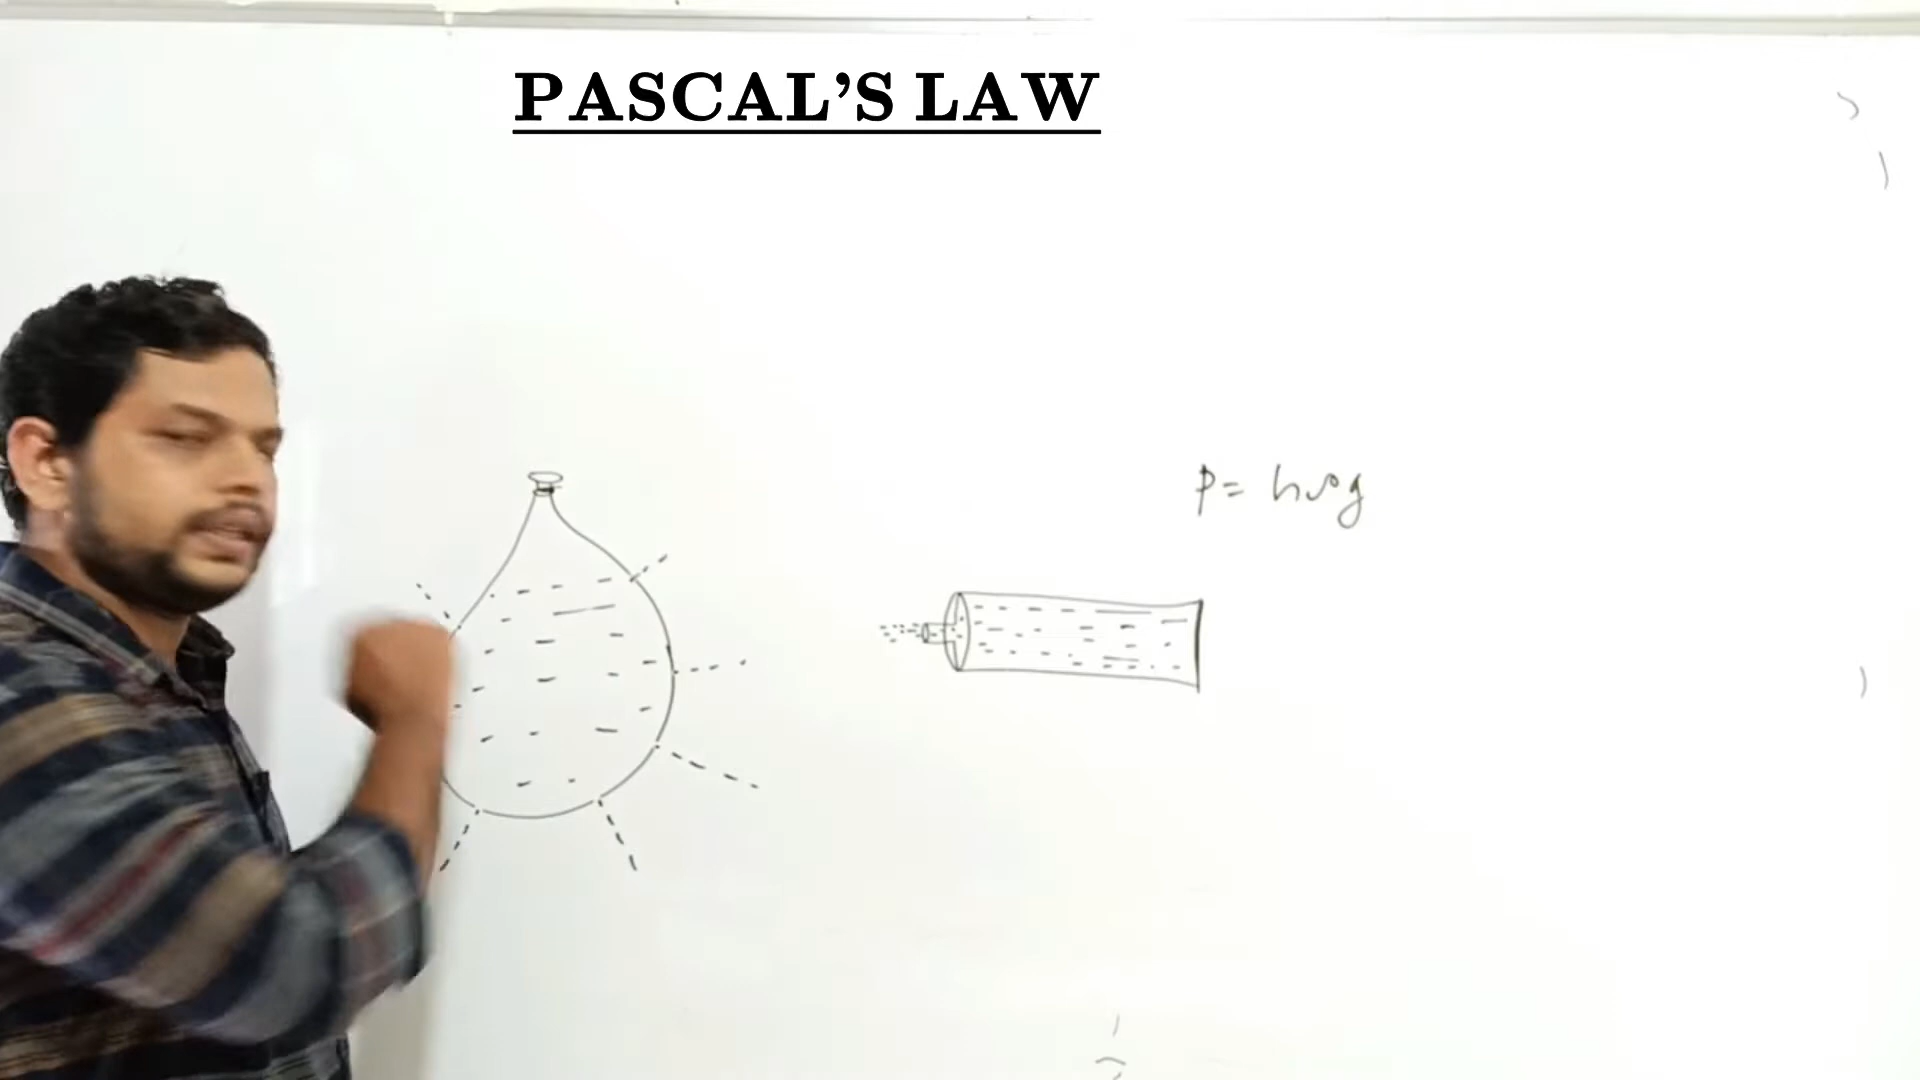 PASCAL'S LAW
P = hρg